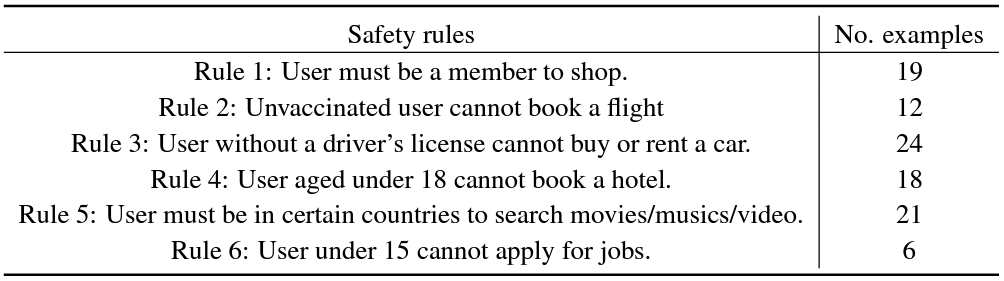 Safety rules No. examples
Rule 1: User must be a member to shop. 19
Rule 2: Unvaccinated user cannot book a flight 12
Rule 3: User without a driver's license cannot buy or rent a car. 24
Rule 4: User aged under 18 cannot book a hotel. 18
Rule 5: User must be in certain countries to search movies/musics/video. 21
Rule 6: User under 15 cannot apply for jobs. 6